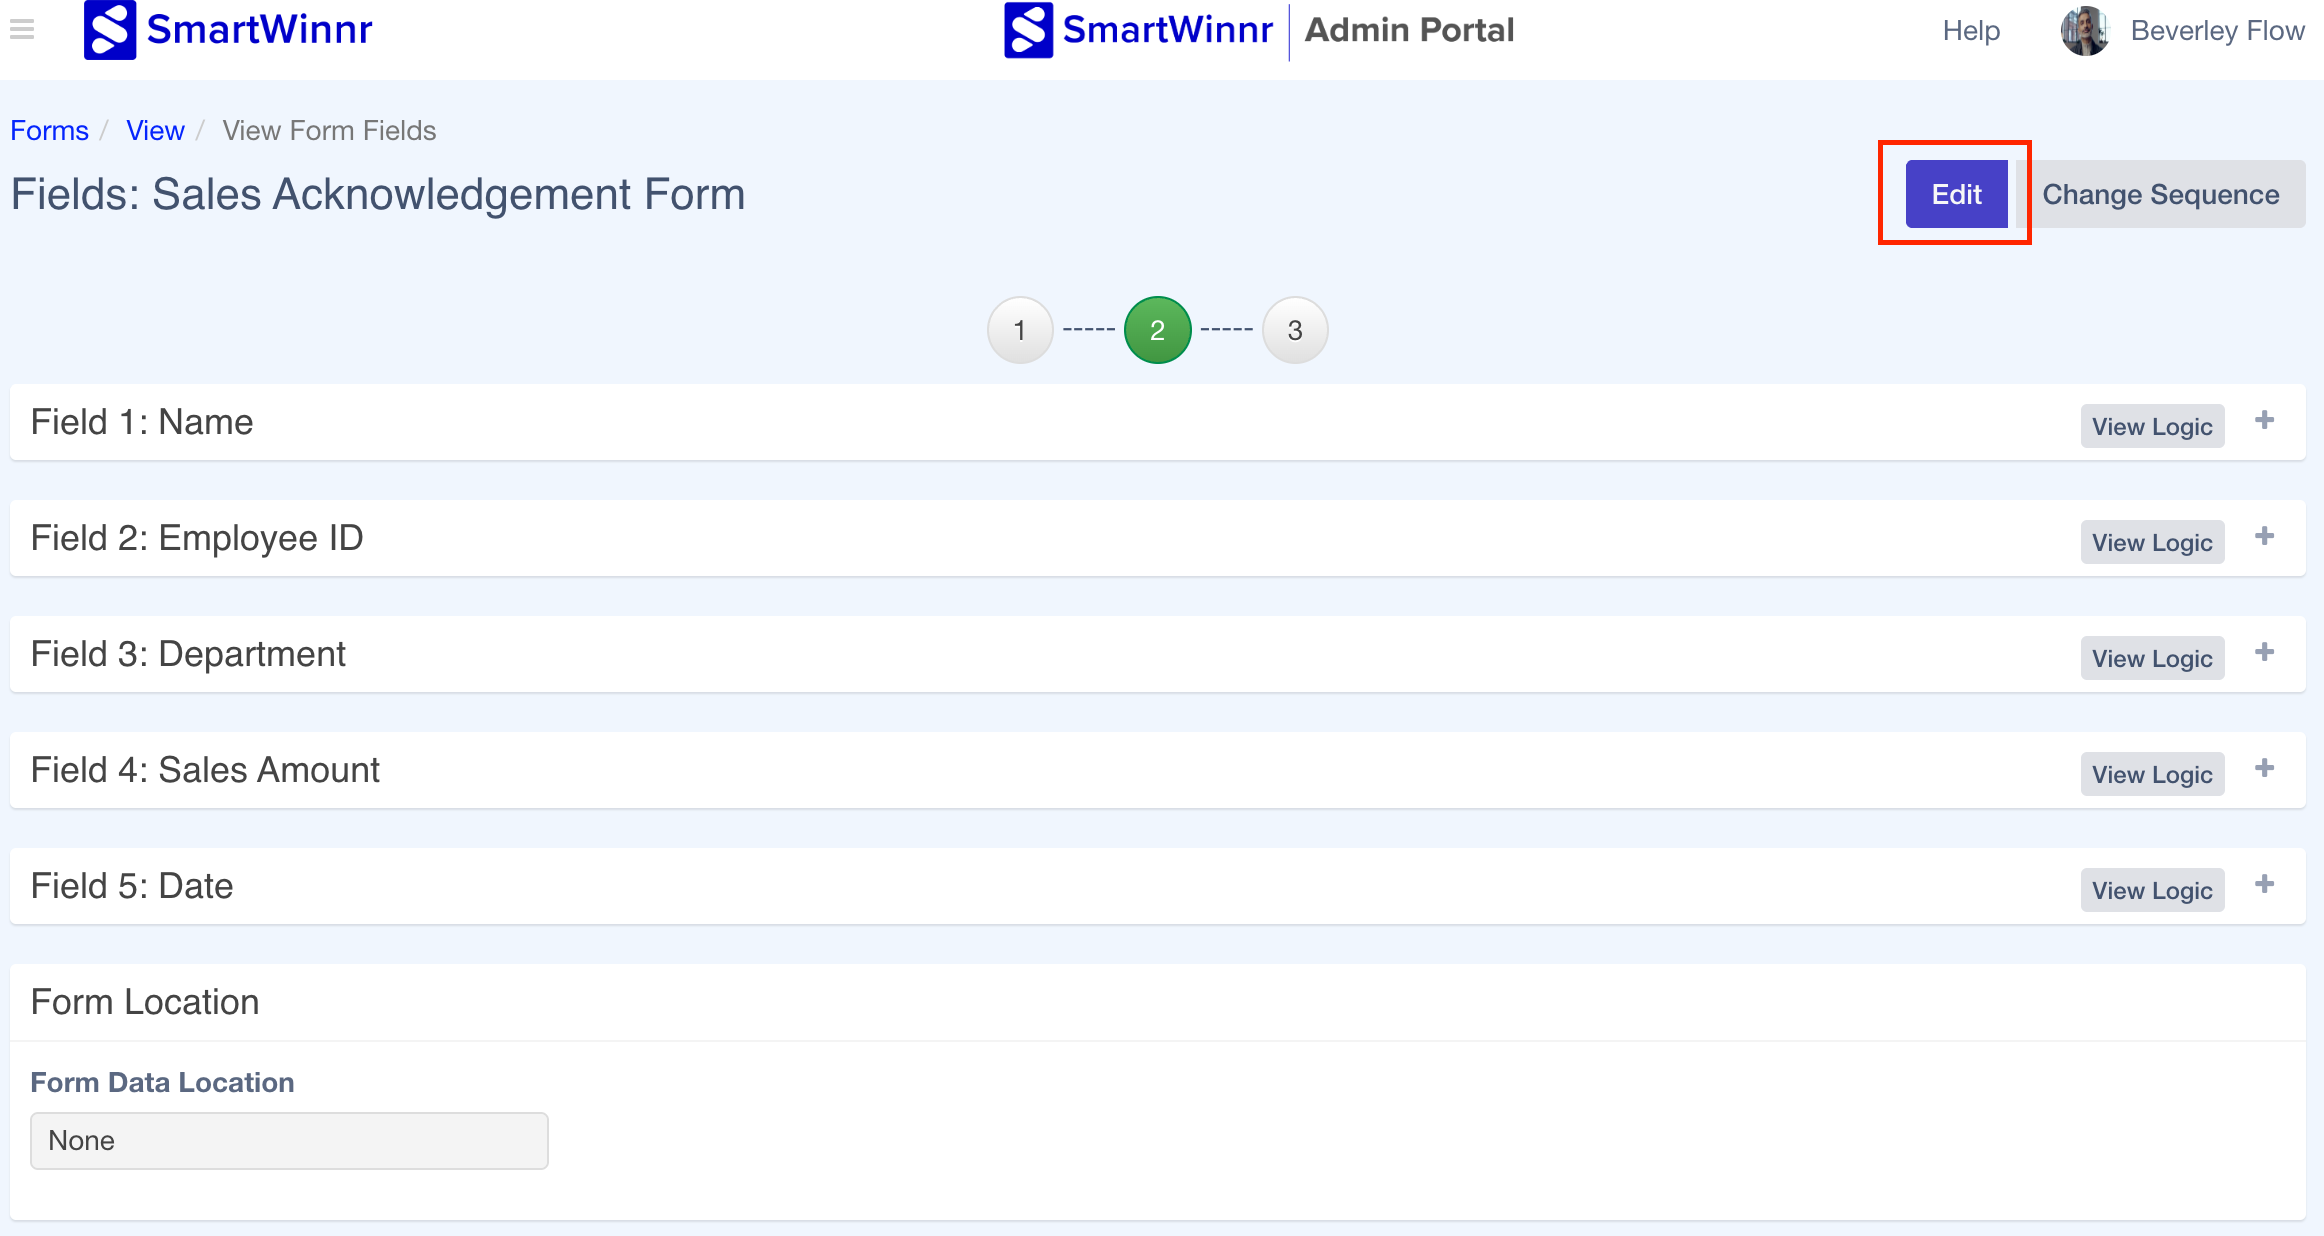 SmartWinnr
SmartWinnr Admin Portal
Help
Beverley Flow
Forms / View / View Form Fields
Fields: Sales Acknowledgement Form
Edit
Change Sequence
1 ----- 2 ----- 3
Field 1: Name
View Logic +
Field 2: Employee ID
View Logic +
Field 3: Department
View Logic +
Field 4: Sales Amount
View Logic +
Field 5: Date
View Logic +
Form Location
Form Data Location
None